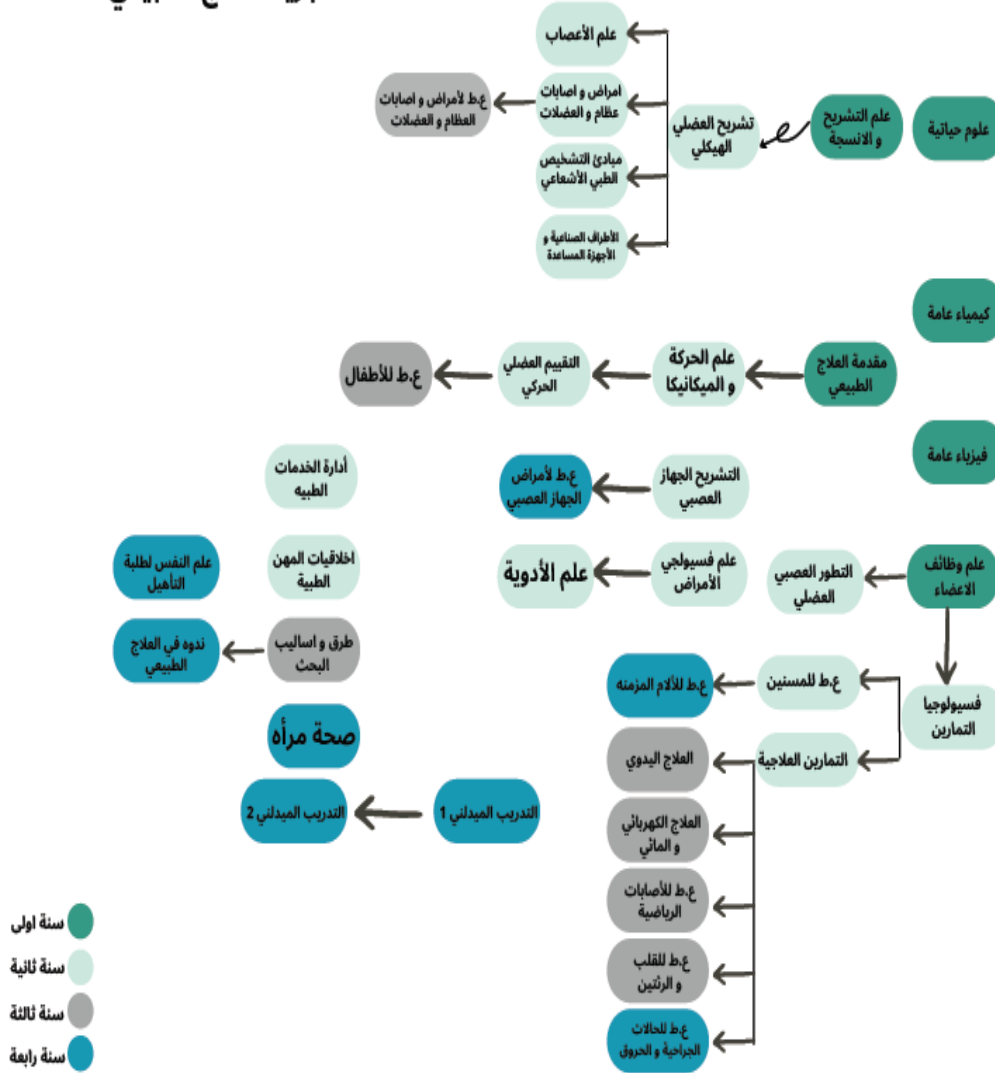 علم الأعصاب
علوم حياتية
علم التشريح
و الانسجة
تشريح العضلي
الهيكلي
امراض و اصابات
عظام و العضلات
ع.ط لأمراض و اصابات
العظام و العضلات
مبادئ التشخيص
الطبي الأشعاعي
الأطراف الصناعية و
الأجهزة المساعدة
كيمياء عامة
مقدمة العلاج
الطبيعي
علم الحركة
و الميكانيكا
التقييم العضلي
الحركي
ع.ط للأطفال
فيزياء عامة
التشريح الجهاز
العصبي
ع.ط لأمراض
الجهاز العصبي
أدارة الخدمات
الطبيه
علم وظائف
الاعضاء
التطور العصبي
العضلي
علم فسيولجي
الأمراض
علم الأدوية
اخلاقيات المهن
الطبية
علم النفس لطلبة
التأهيل
طرق و اساليب
البحث
ندوه في العلاج
الطبيعي
فسيولوجيا
التمارين
ع.ط للمسنين
ع.ط للألام المزمنه
التمارين العلاجية
العلاج اليدوي
العلاج الكهربائي
و المائي
ع.ط للأصابات
الرياضية
ع.ط للقلب
و الرئتين
ع.ط للحالات
الجراحية و الحروق
صحة مرأه
التدريب الميدلني 1
التدريب الميدلني 2
سنة اولى
سنة ثانية
سنة ثالثة
سنة رابعة